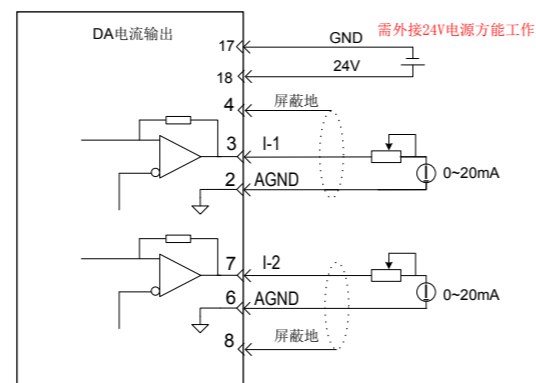 DA电流输出
需外接24V电源方能工作
17
GND
18
24V
4
屏蔽地
3
I-1
2
AGND
0~20mA
7
I-2
6
AGND
0~20mA
8
屏蔽地